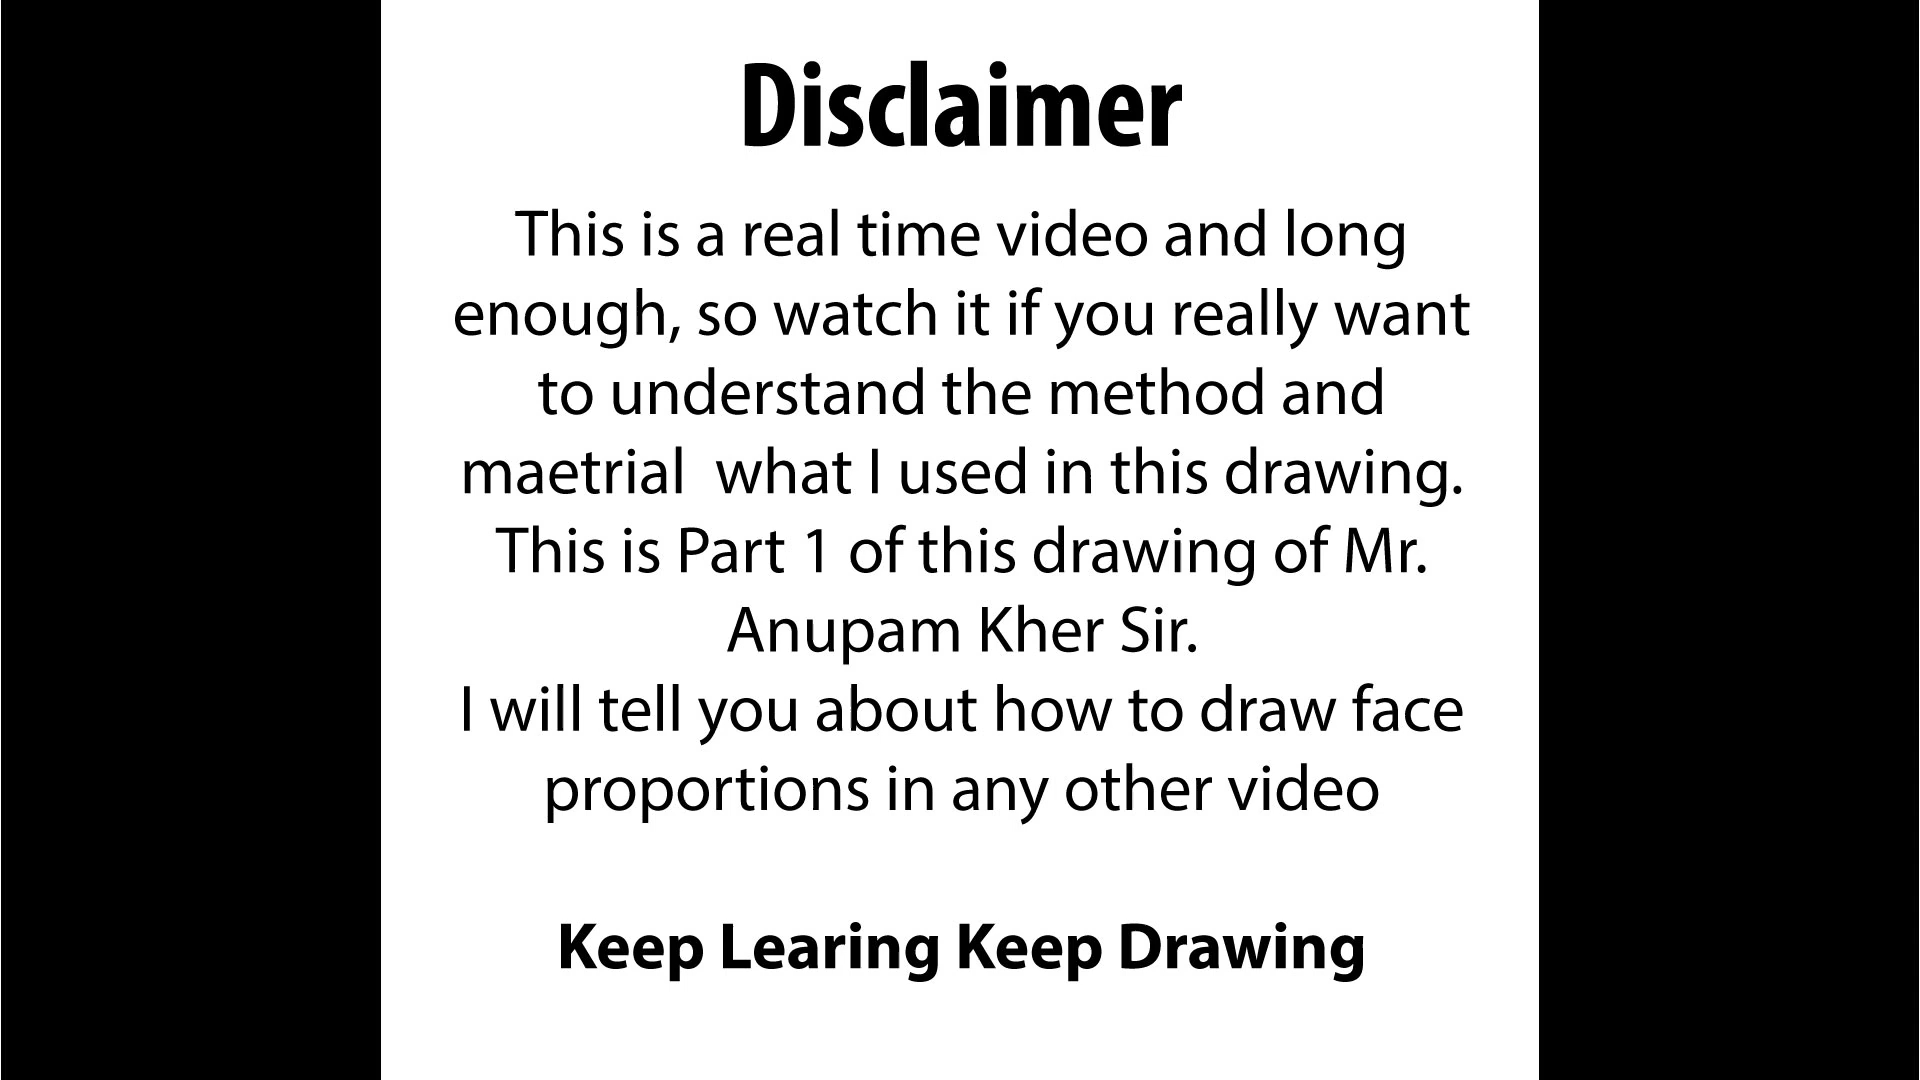 Disclaimer
This is a real time video and long
enough, so watch it if you really want
to understand the method and
maetrial  what I used in this drawing.
This is Part 1 of this drawing of Mr.
Anupam Kher Sir.
I will tell you about how to draw face
proportions in any other video
Keep Learing Keep Drawing